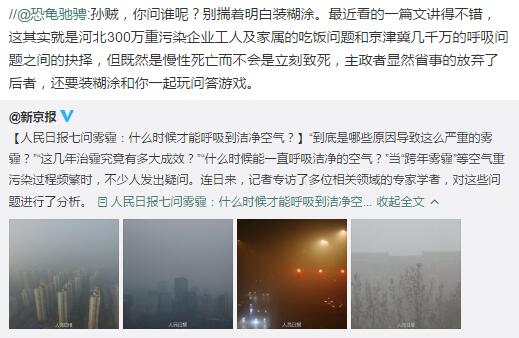 //@恐龟驰骋:孙贼，你问谁呢？别揣着明白装糊涂。最近看的一篇文讲得不错，
这其实就是河北300万重污染企业工人及家属的吃饭问题和京津冀几千万的呼吸问
题之间的抉择，但既然是慢性死亡而不会是立刻致死，主政者显然省事的放弃了
后者，还要装糊涂和你一起玩问答游戏。
@新京报
【人民日报七问雾霾：什么时候才能呼吸到洁净空气？】“到底是哪些原因导致这么严重的雾
霾？”“这几年治霾究竟有多大成效？”“什么时候能一直呼吸洁净的空气？”当“跨年雾霾”等空气重
污染过程频繁时，不少人发出疑问。连日来，记者专访了多位相关领域的专家学者，对这些问
题进行了分析。 人民日报七问雾霾：什么时候才能呼吸到洁净空... 收起全文
人民日报 人民日报 人民日报 人民日报